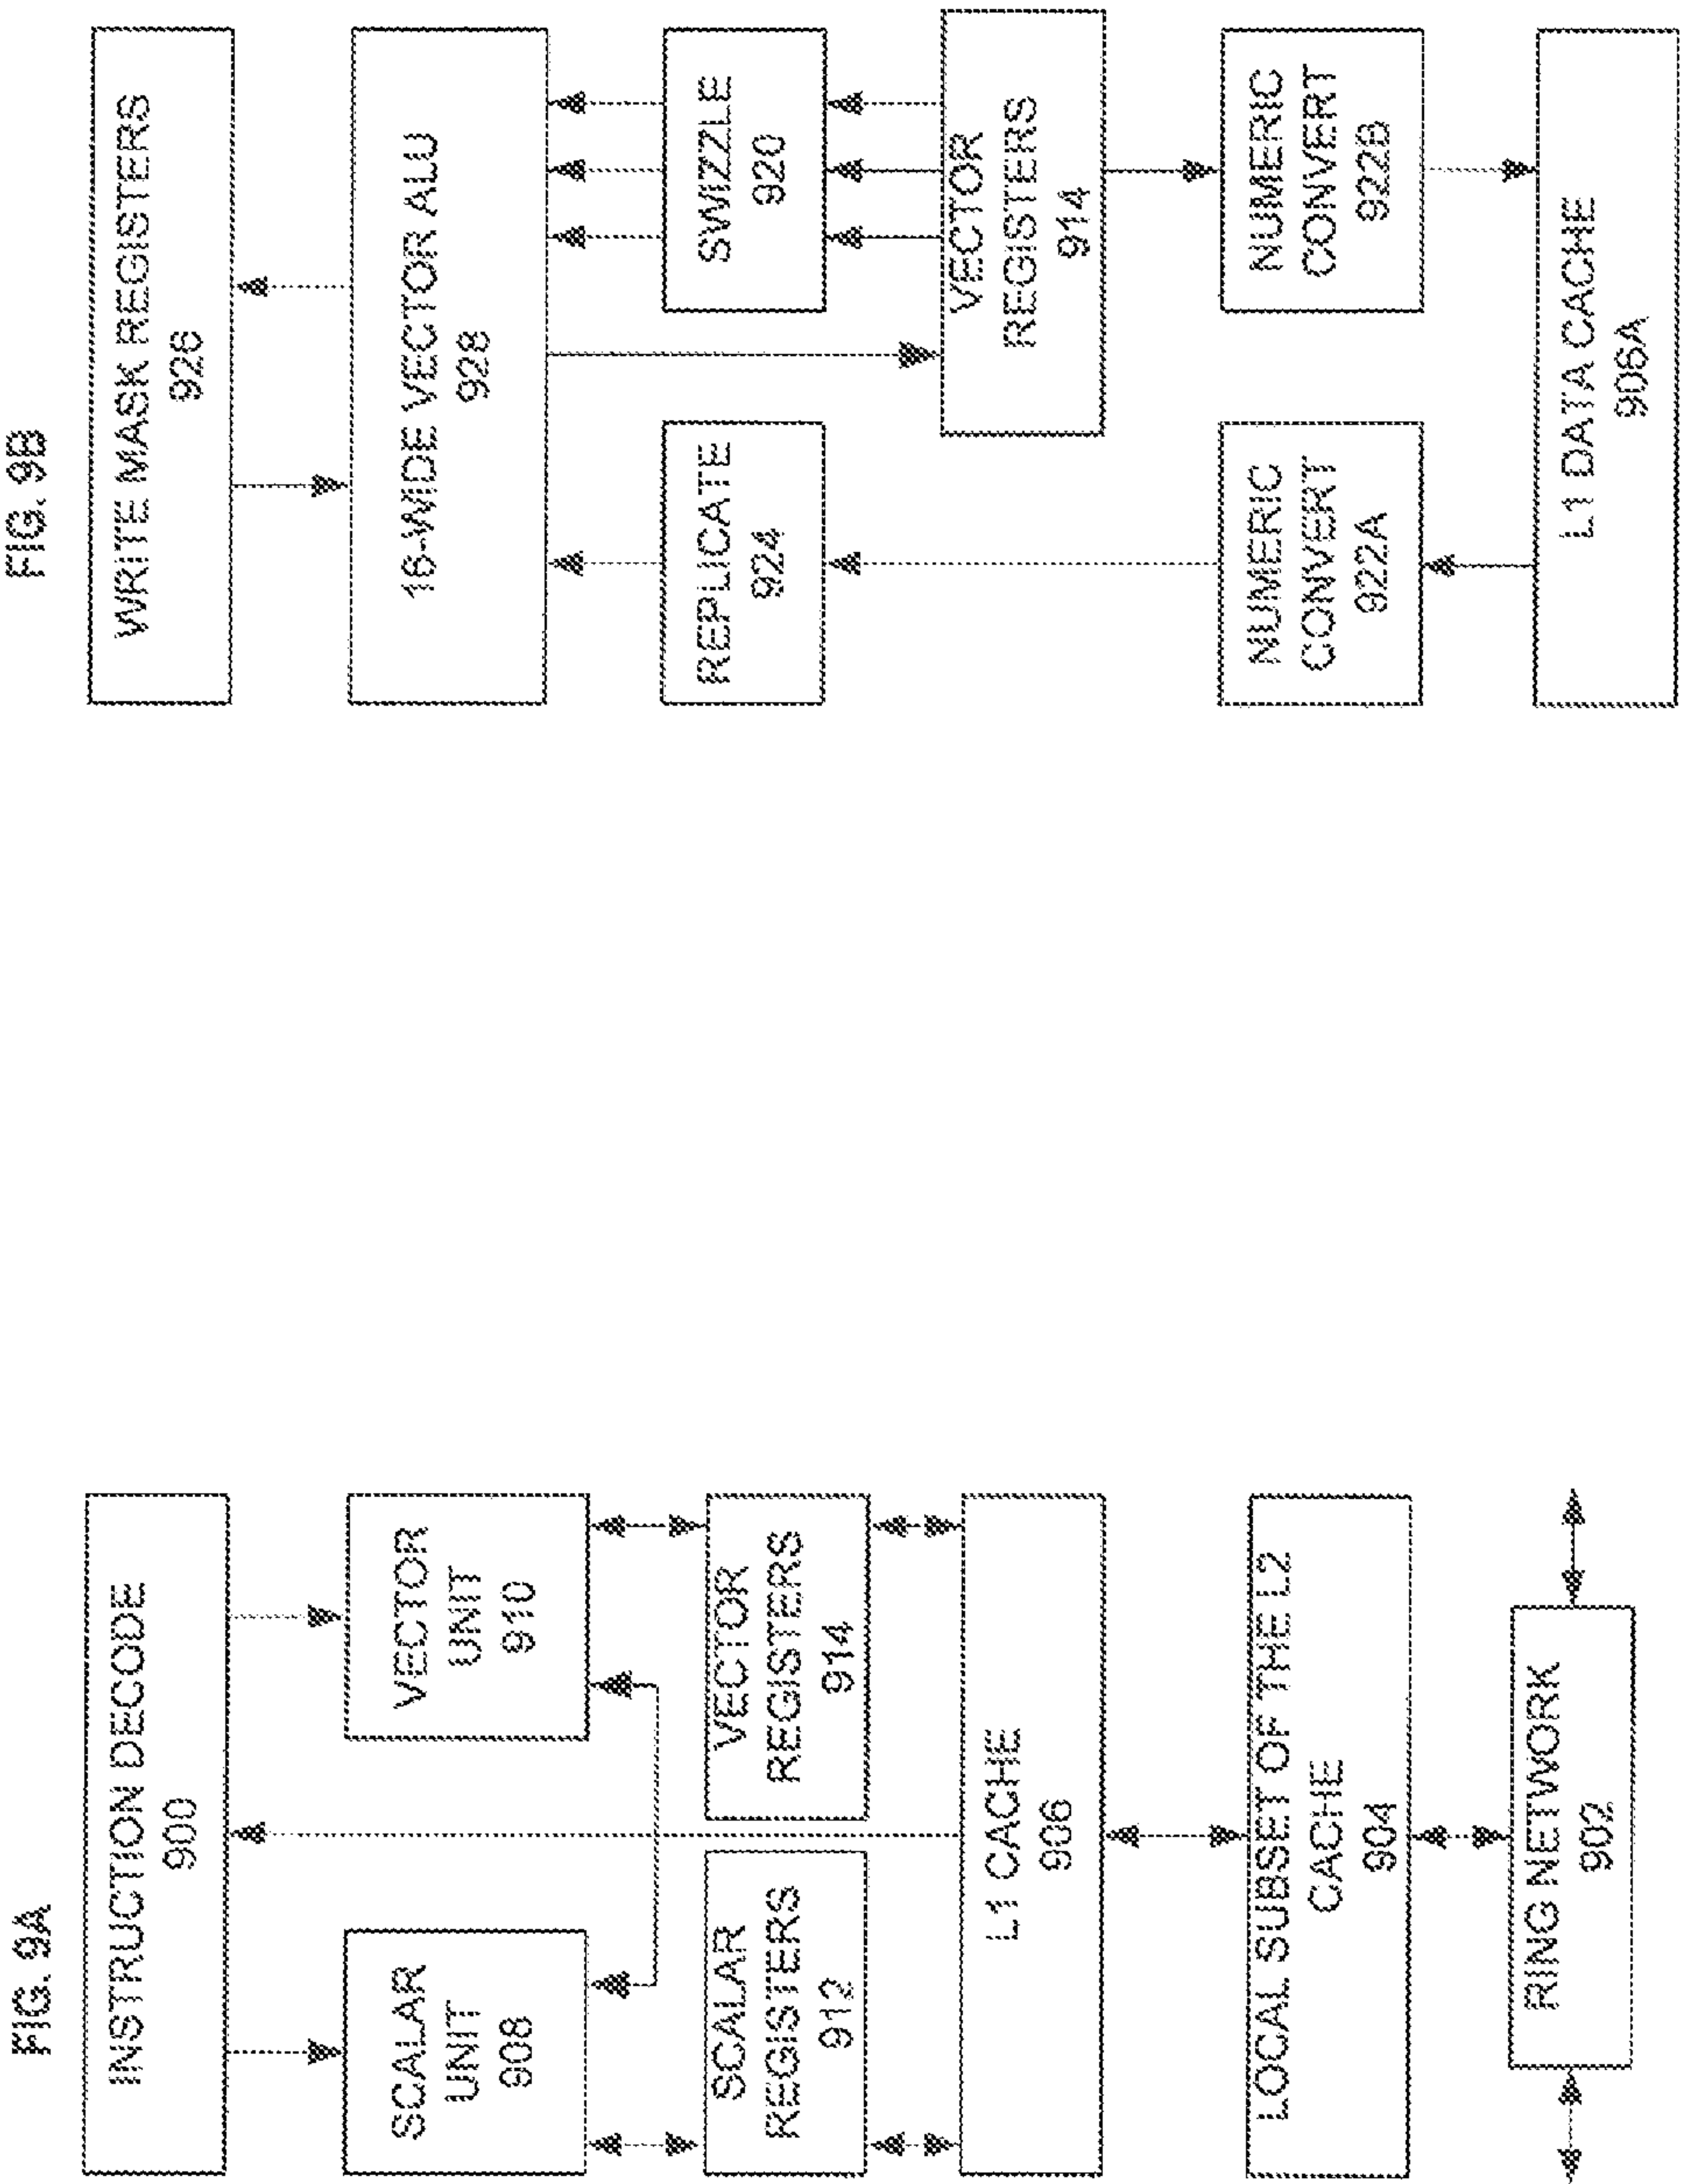 FIG. 9A
INSTRUCTION DECODE
900
SCALAR
UNIT
908
VECTOR
UNIT
910
SCALAR
REGISTERS
912
VECTOR
REGISTERS
914
L1 CACHE
906
LOCAL SUBSET OF THE L2
CACHE
904
RING NETWORK
902
FIG. 9B
WRITE MASK REGISTERS
926
16-WIDE VECTOR ALU
928
REPLICATE
924
SWIZZLE
920
VECTOR
REGISTERS
914
NUMERIC
CONVERT
922A
NUMERIC
CONVERT
922B
L1 DATA CACHE
906A